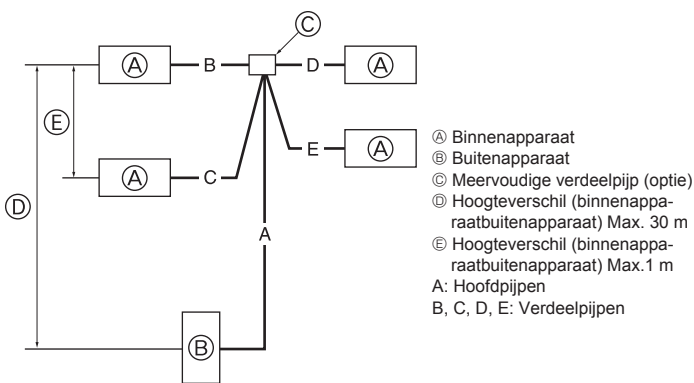 Ⓒ
Ⓐ B D Ⓐ
Ⓔ
E Ⓐ
Ⓐ C
Ⓓ
A
Ⓑ
Ⓐ Binnenapparaat
Ⓑ Buitenapparaat
Ⓒ Meervoudige verdeelpijp (optie)
Ⓓ Hoogteverschil (binnenappa-
raatbuitenapparaat) Max. 30 m
Ⓔ Hoogteverschil (binnenappa-
raatbuitenapparaat) Max.1 m
A: Hoofdpijpen
B, C, D, E: Verdeelpijpen